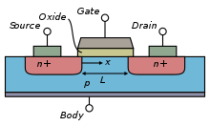 Gate
Oxide
Source
Drain
n+
x
n+
L
p
Body